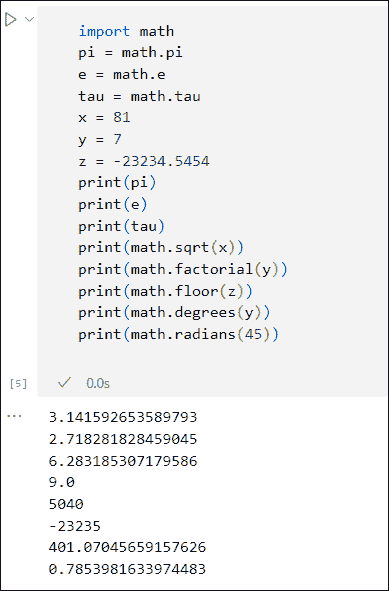 import math
pi = math.pi
e = math.e
tau = math.tau
x = 81
y = 7
z = -23234.5454
print(pi)
print(e)
print(tau)
print(math.sqrt(x))
print(math.factorial(y))
print(math.floor(z))
print(math.degrees(y))
print(math.radians(45))
[5] 0.0s
3.141592653589793
2.718281828459045
6.283185307179586
9.0
5040
-23235
401.07045659157626
0.7853981633974483